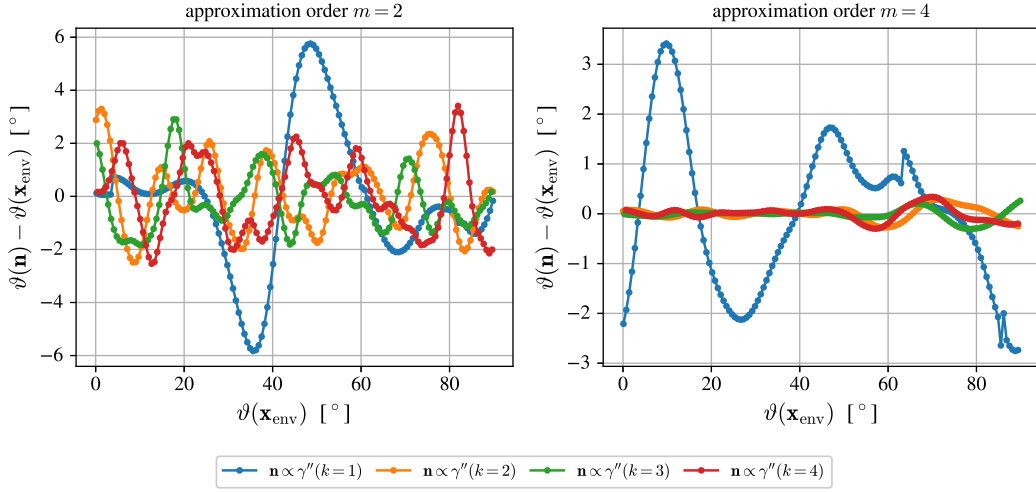 approximation order m = 2
approximation order m = 4
ϑ(n) − ϑ(x_env) [°]
6
4
2
0
−2
−4
−6
0 20 40 60 80
ϑ(x_env) [°]
ϑ(n) − ϑ(x_env) [°]
3
2
1
0
−1
−2
−3
0 20 40 60 80
ϑ(x_env) [°]
n ∝ γ′′(k = 1) n ∝ γ′′(k = 2) n ∝ γ′′(k = 3) n ∝ γ′′(k = 4)